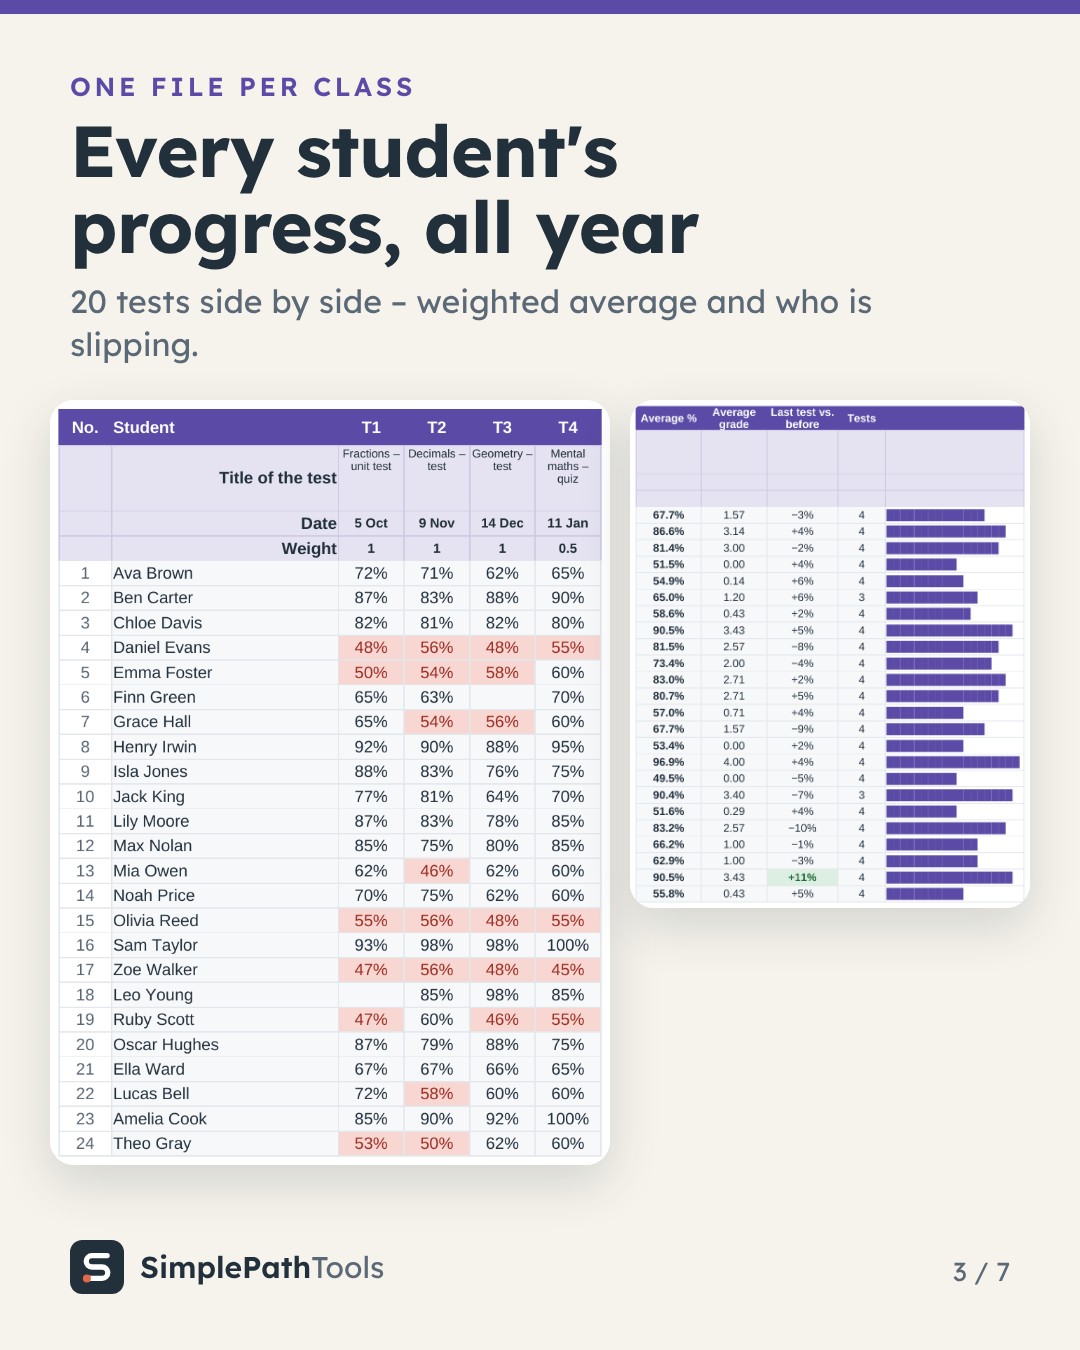 ONE FILE PER CLASS
Every student's
progress, all year
20 tests side by side – weighted average and who is
slipping.
No. Student T1 T2 T3 T4
Title of the test Fractions – unit test Decimals – test Geometry – test Mental maths – quiz
Date 5 Oct 9 Nov 14 Dec 11 Jan
Weight 1 1 1 0.5
1 Ava Brown 72% 71% 62% 65%
2 Ben Carter 87% 83% 88% 90%
3 Chloe Davis 82% 81% 82% 80%
4 Daniel Evans 48% 56% 48% 55%
5 Emma Foster 50% 54% 58% 60%
6 Finn Green 65% 63% 70%
7 Grace Hall 65% 54% 56% 60%
8 Henry Irwin 92% 90% 88% 95%
9 Isla Jones 88% 83% 76% 75%
10 Jack King 77% 81% 64% 70%
11 Lily Moore 87% 83% 78% 85%
12 Max Nolan 85% 75% 80% 85%
13 Mia Owen 62% 46% 62% 60%
14 Noah Price 70% 75% 62% 60%
15 Olivia Reed 55% 56% 48% 55%
16 Sam Taylor 93% 98% 98% 100%
17 Zoe Walker 47% 56% 48% 45%
18 Leo Young 85% 98% 85%
19 Ruby Scott 47% 60% 46% 55%
20 Oscar Hughes 87% 79% 88% 75%
21 Ella Ward 67% 67% 66% 65%
22 Lucas Bell 72% 58% 60% 60%
23 Amelia Cook 85% 90% 92% 100%
24 Theo Gray 53% 50% 62% 60%
Average % Average grade Last test vs. before Tests
67.7% 1.57 −3% 4
86.6% 3.14 +4% 4
81.4% 3.00 −2% 4
51.5% 0.00 +4% 4
54.9% 0.14 +6% 4
65.0% 1.20 +6% 3
58.6% 0.43 +2% 4
90.5% 3.43 +5% 4
81.5% 2.57 −8% 4
73.4% 2.00 −4% 4
83.0% 2.71 +2% 4
80.7% 2.71 +5% 4
57.0% 0.71 +4% 4
67.7% 1.57 −9% 4
53.4% 0.00 +2% 4
96.9% 4.00 +4% 4
49.5% 0.00 −5% 4
90.4% 3.40 −7% 3
51.6% 0.29 +4% 4
83.2% 2.57 −10% 4
66.2% 1.00 −1% 4
62.9% 1.00 −3% 4
90.5% 3.43 +11% 4
55.8% 0.43 +5% 4
SimplePathTools
3 / 7